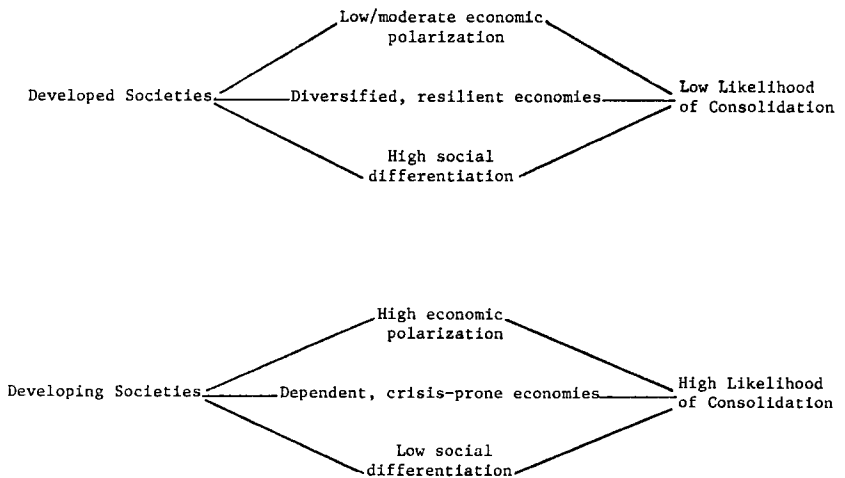 Low/moderate economic
polarization
Developed Societies
Diversified, resilient economies
Low Likelihood
of Consolidation
High social
differentiation
High economic
polarization
Developing Societies
Dependent, crisis-prone economies
High Likelihood
of Consolidation
Low social
differentiation